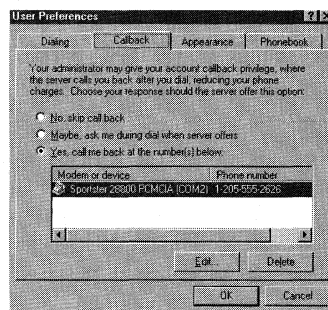 User Preferences
Dialing Callback Appearance Phonebook
Your administrator may give your account callback privilege, where
the server calls you back after you dial, reducing your phone
charges. Choose your response should the server offer this option:
No, skip call back
Maybe, ask me during dial when server offers
Yes, call me back at the number(s) below:
Modem or device Phone number
Sportster 28800 PCMCIA (COM2) 1-205-555-2626
Edit... Delete
OK Cancel